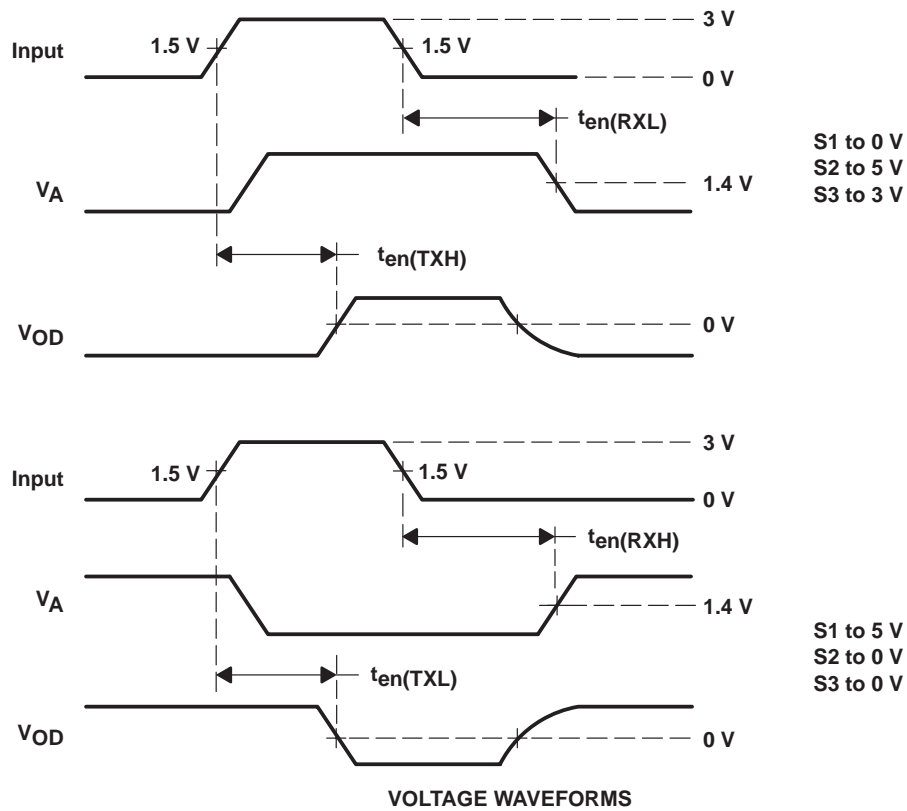 3 V
Input 1.5 V 1.5 V
0 V
ten(RXL)
S1 to 0 V
S2 to 5 V
S3 to 3 V
VA 1.4 V
ten(TXH)
VOD 0 V
3 V
Input 1.5 V 1.5 V
0 V
ten(RXH)
VA 1.4 V
S1 to 5 V
S2 to 0 V
S3 to 0 V
ten(TXL)
VOD 0 V
VOLTAGE WAVEFORMS